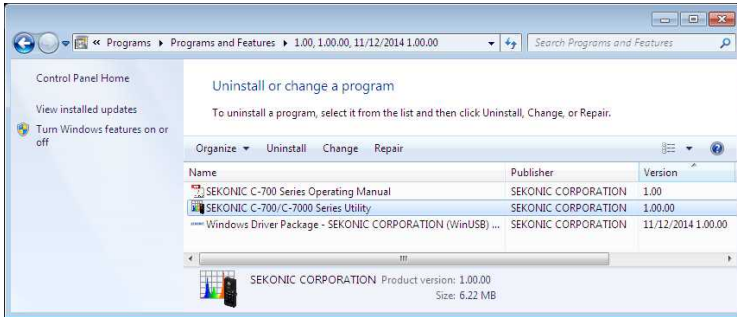 « Programs ▸ Programs and Features ▸ 1.00, 1.00.00, 11/12/2014 1.00.00
Search Programs and Features
Control Panel Home
View installed updates
Turn Windows features on or
off
Uninstall or change a program
To uninstall a program, select it from the list and then click Uninstall, Change, or Repair.
Organize Uninstall Change Repair
Name Publisher Version
SEKONIC C-700 Series Operating Manual SEKONIC CORPORATION 1.00
SEKONIC C-700/C-7000 Series Utility SEKONIC CORPORATION 1.00.00
Windows Driver Package - SEKONIC CORPORATION (WinUSB) ... SEKONIC CORPORATION 11/12/2014 1.00.00
SEKONIC CORPORATION Product version: 1.00.00
Size: 6.22 MB